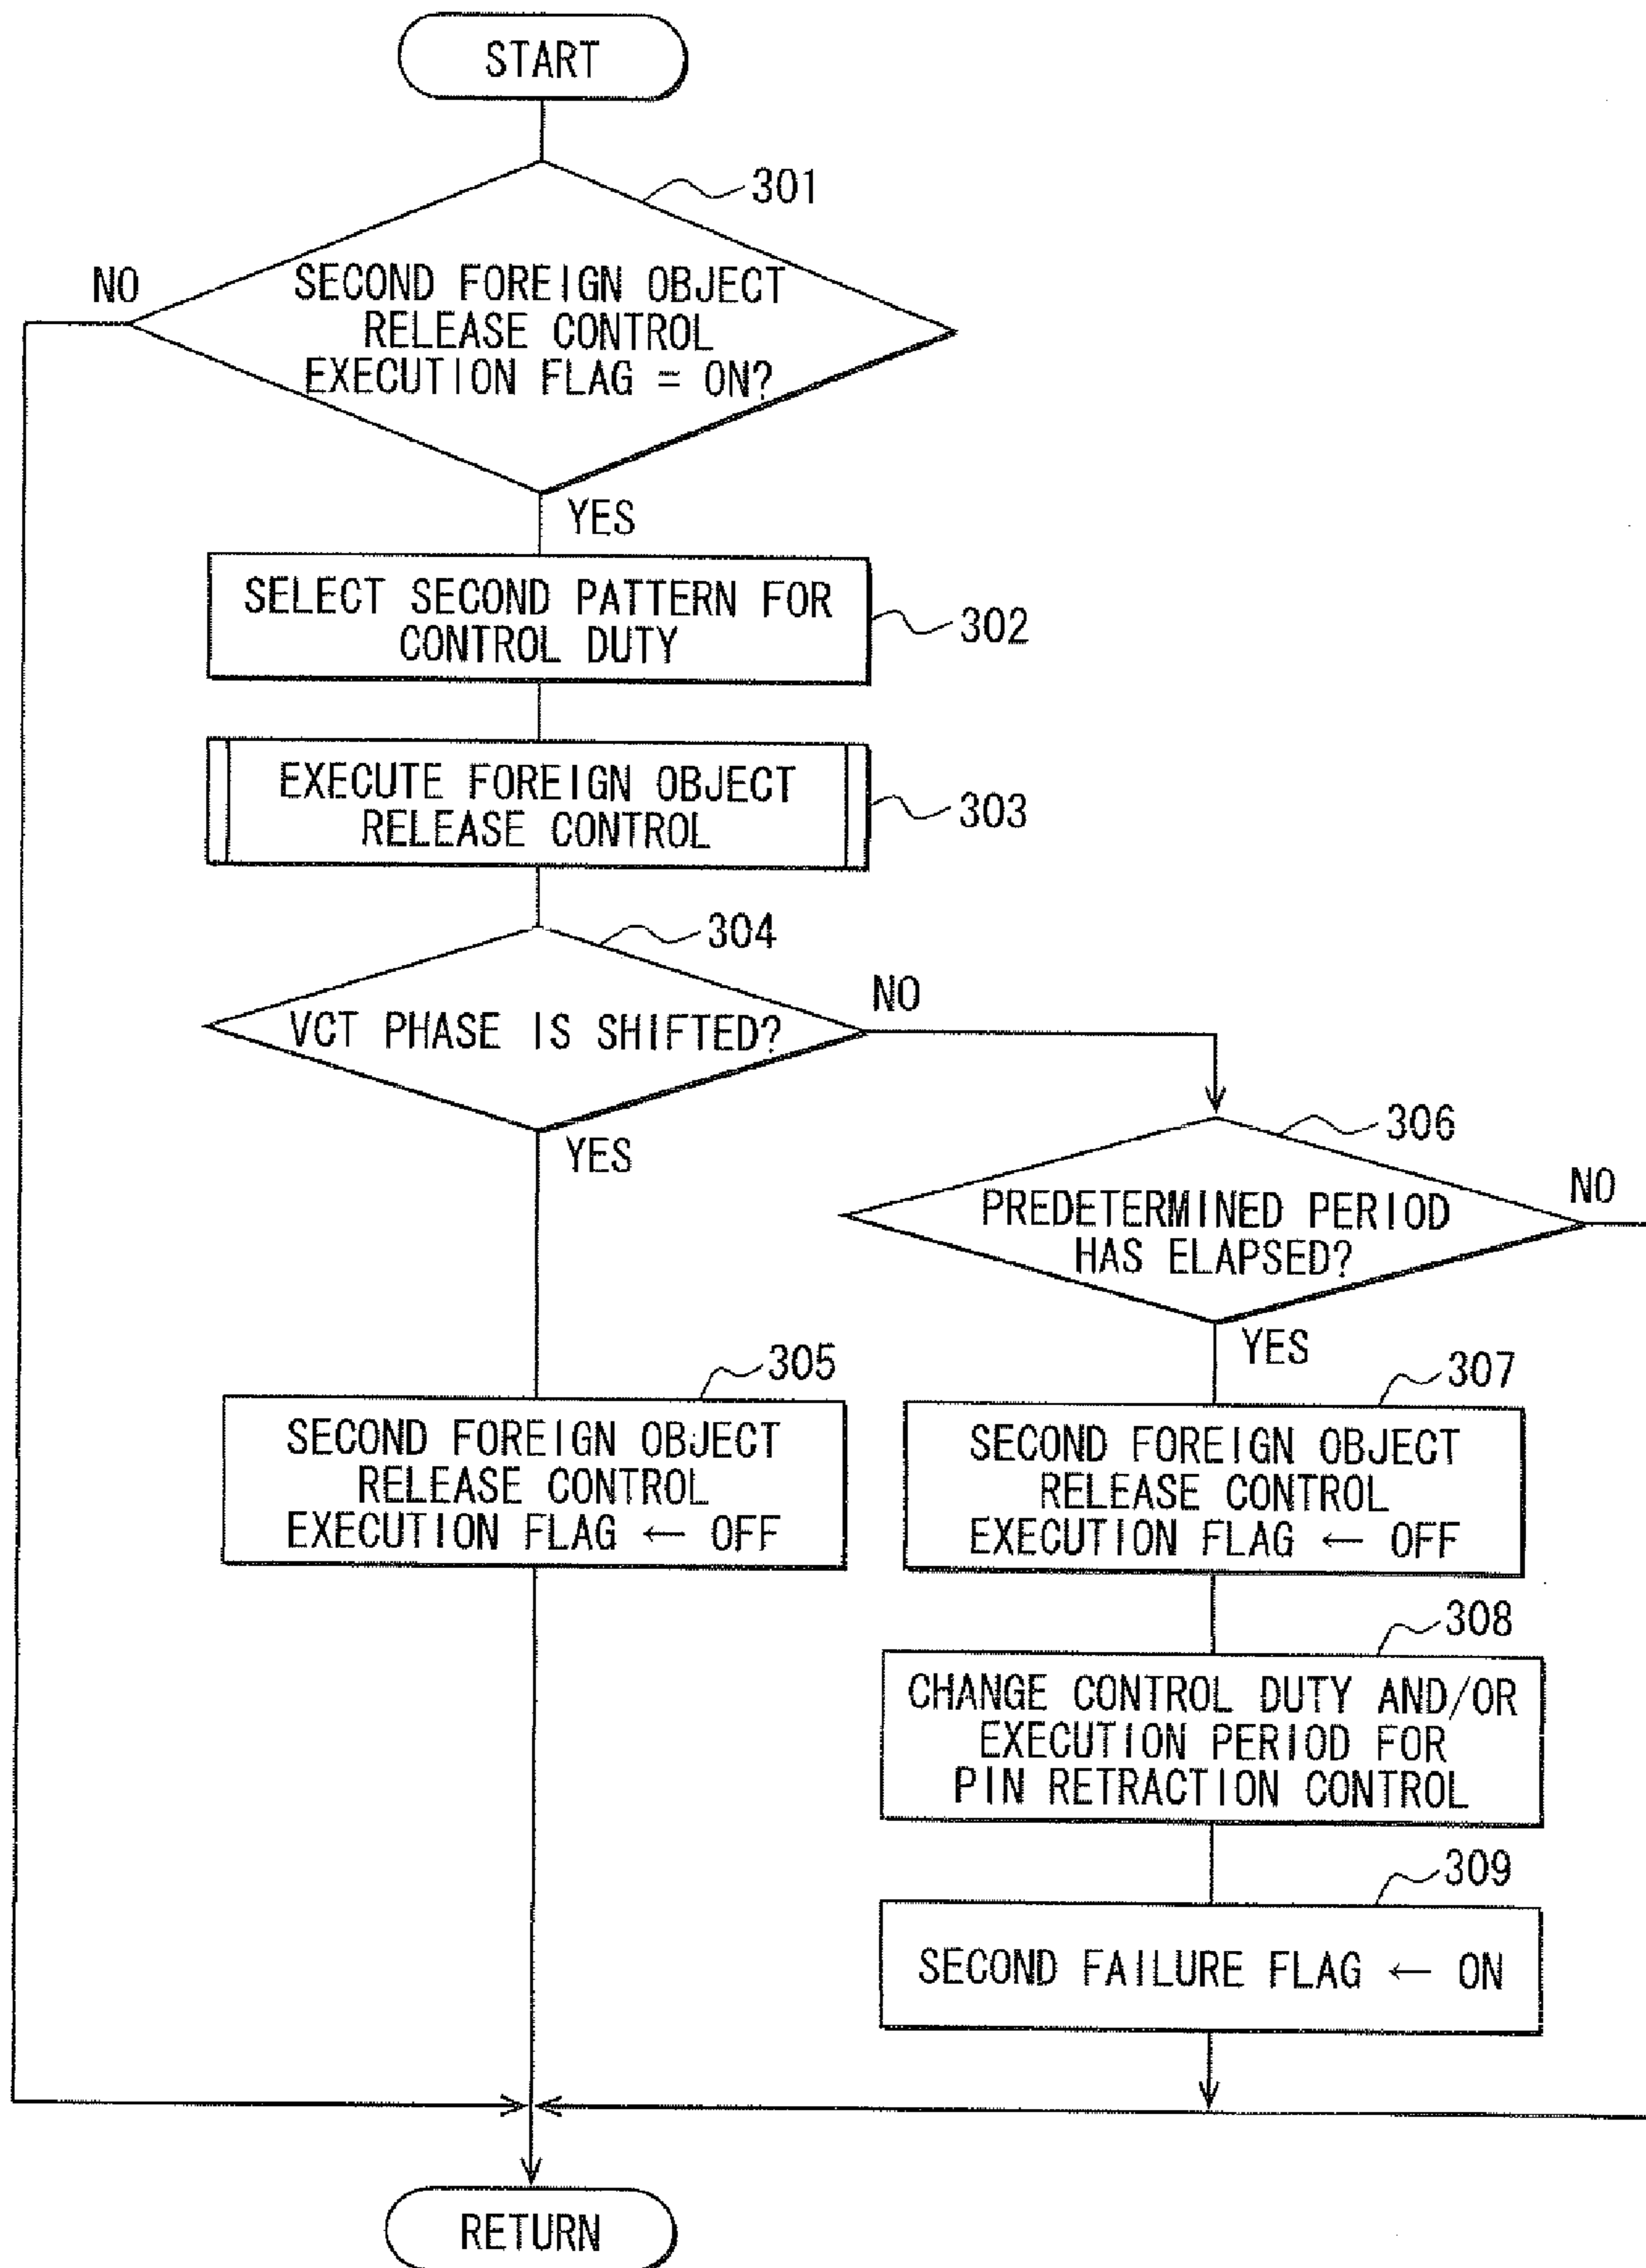 START
301
NO
SECOND FOREIGN OBJECT
RELEASE CONTROL
EXECUTION FLAG = ON?
YES
SELECT SECOND PATTERN FOR
CONTROL DUTY
302
EXECUTE FOREIGN OBJECT
RELEASE CONTROL
303
304
VCT PHASE IS SHIFTED?
NO
YES
306
PREDETERMINED PERIOD
HAS ELAPSED?
NO
YES
305
SECOND FOREIGN OBJECT
RELEASE CONTROL
EXECUTION FLAG ← OFF
307
SECOND FOREIGN OBJECT
RELEASE CONTROL
EXECUTION FLAG ← OFF
308
CHANGE CONTROL DUTY AND/OR
EXECUTION PERIOD FOR
PIN RETRACTION CONTROL
309
SECOND FAILURE FLAG ← ON
RETURN